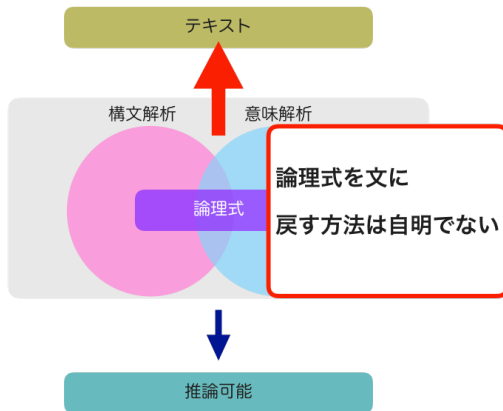 テキスト
構文解析
意味解析
論理式を文に
戻す方法は自明でない
論理式
推論可能